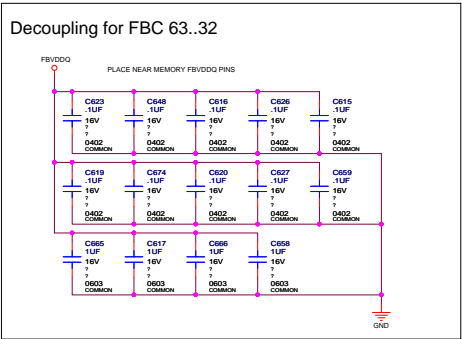 Decoupling for FBC 63..32
FBVDDQ
PLACE NEAR MEMORY FBVDDQ PINS
C623 C648 C616 C626 C615
.1UF .1UF .1UF .1UF .1UF
16V 16V 16V 16V 16V
? ? ? ? ?
? ? ? ? ?
0402 0402 0402 0402 0402
COMMON COMMON COMMON COMMON COMMON
C619 C674 C620 C627 C659
.1UF .1UF .1UF .1UF .1UF
16V 16V 16V 16V 16V
? ? ? ? ?
? ? ? ? ?
0402 0402 0402 0402 0402
COMMON COMMON COMMON COMMON COMMON
C665 C617 C666 C658
1UF 1UF 1UF 1UF
16V 16V 16V 16V
? ? ? ?
? ? ? ?
0603 0603 0603 0603
COMMON COMMON COMMON COMMON
GND